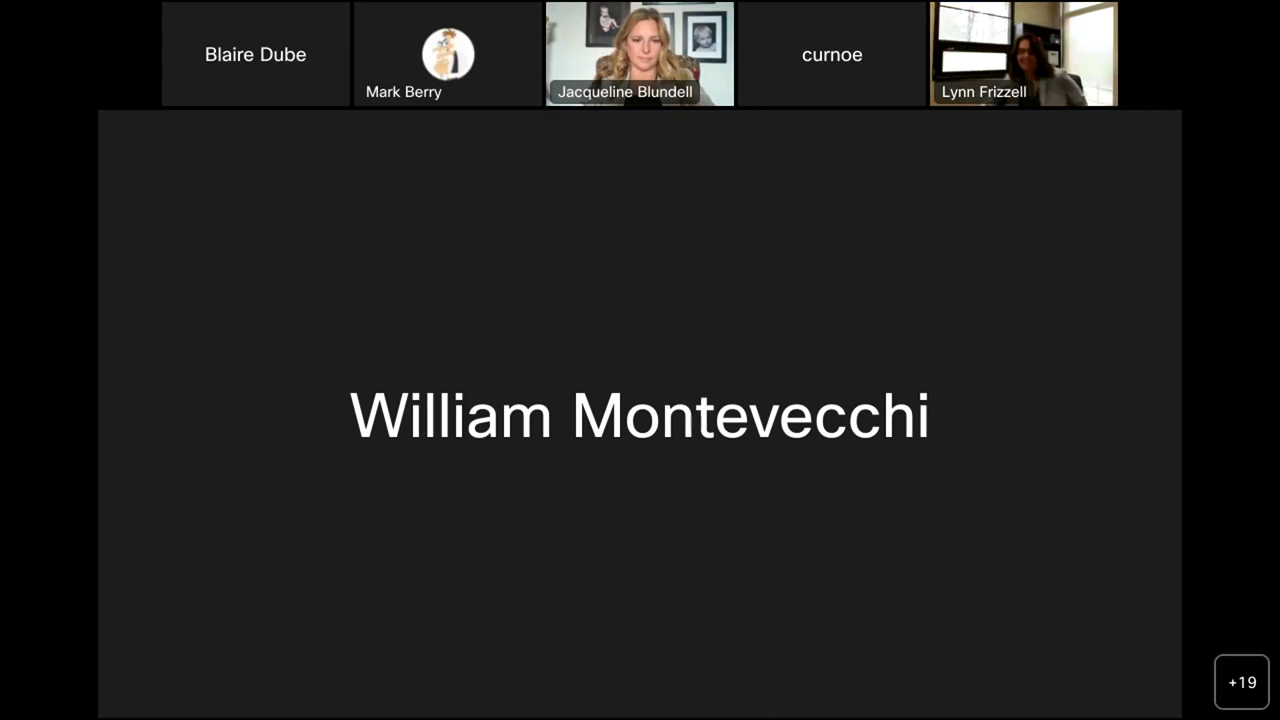 Blaire Dube
Mark Berry
Jacqueline Blundell
curnoe
Lynn Frizzell
William Montevecchi
+19